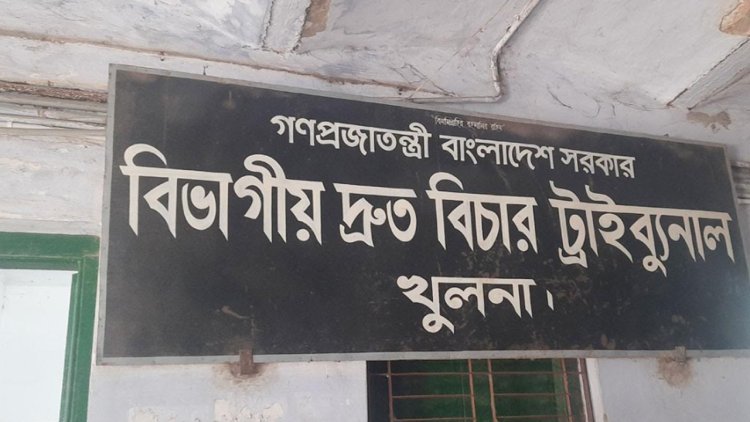 গণপ্রজাতন্ত্রী বাংলাদেশ সরকার
বিভাগীয় দ্রুত বিচার ট্রাইব্যুনাল
খুলনা।